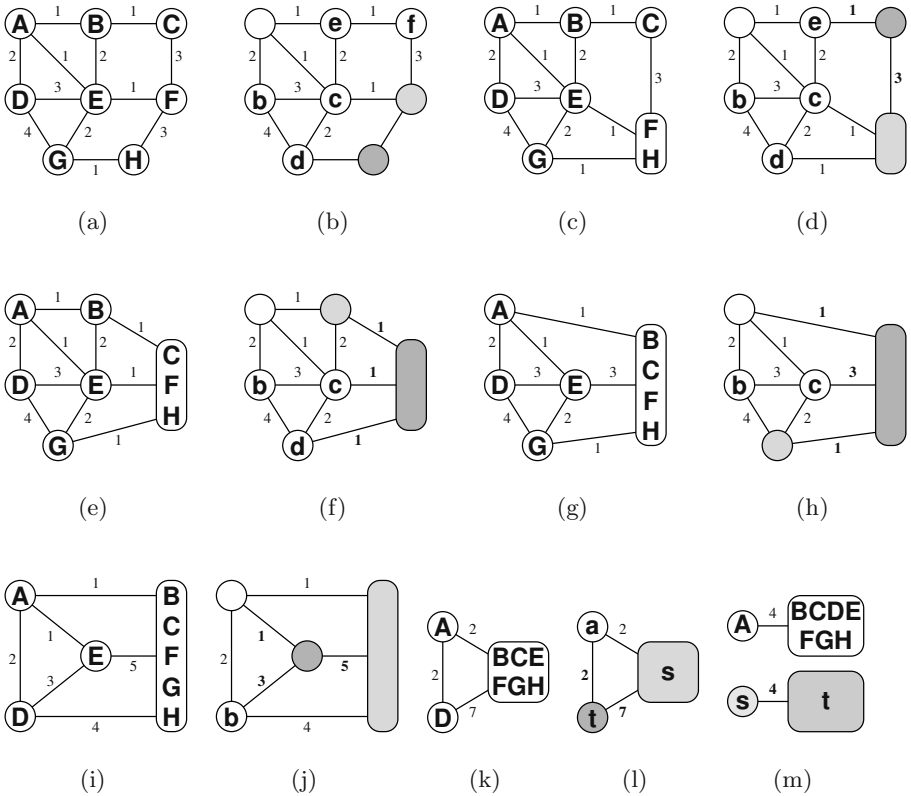 A 1 B 1 C 1 e 1 f A 1 B 1 C 1 e 1
2 1 2 3 2 1 2 3 2 1 2 3 2 1 2 3
D 3 E 1 F b 3 c 1 D 3 E b 3 c
4 2 3 4 2 4 2 1 F 4 2 1
G 1 H d G 1 H d 1
(a) (b) (c) (d)
A 1 B 1 A 1 B 1
2 1 2 1 C 2 1 2 1 2 1 C 2 1
D 3 E 1 F b 3 c 1 D 3 E 3 F b 3 c 3
4 2 H 4 2 4 2 H 4 2
G 1 d 1 G 1 1
(e) (f) (g) (h)
A 1 B 1
1 C 1 A 2 a 2 A 4 BCDE
2 E 5 F 2 5 2 BCE 2 s FGH
3 G 3 FGH s 4 t
D 4 H b 4 D 7 t 7
(i) (j) (k) (l) (m)